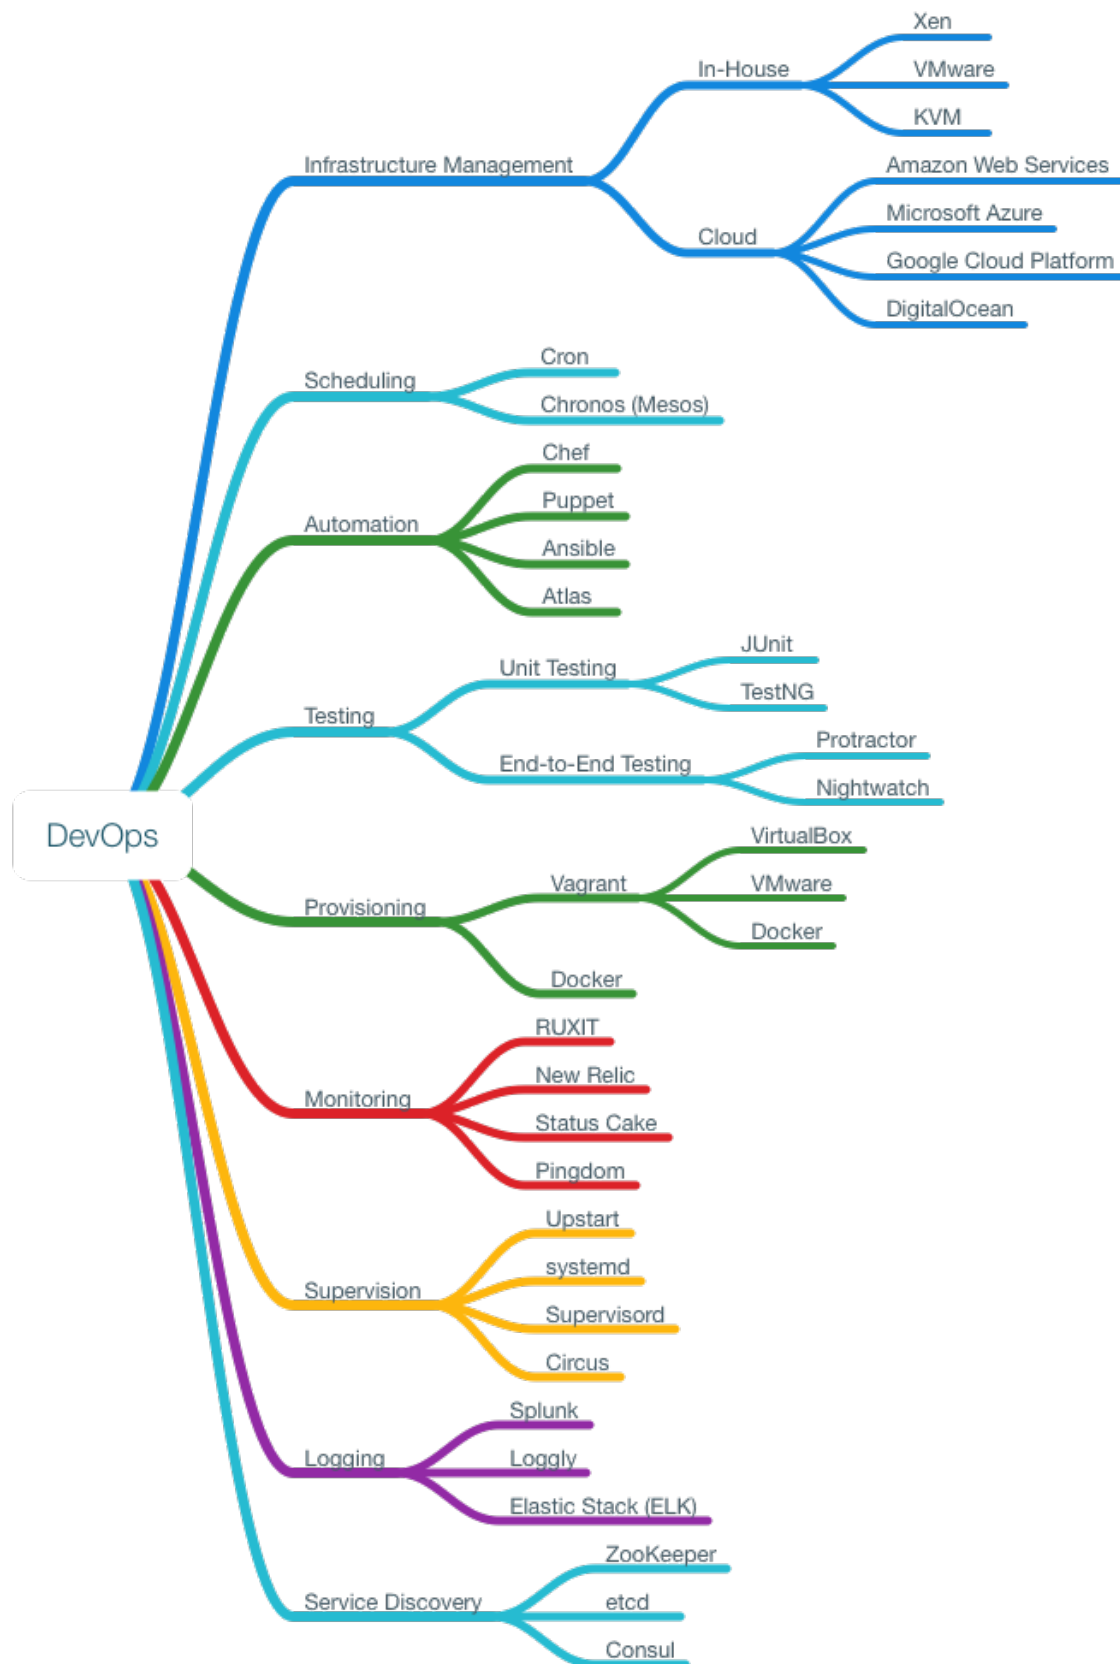 Xen
In-House
VMware
KVM
Infrastructure Management
Amazon Web Services
Microsoft Azure
Cloud
Google Cloud Platform
DigitalOcean
Cron
Scheduling
Chronos (Mesos)
Chef
Puppet
Automation
Ansible
Atlas
JUnit
Unit Testing
TestNG
Testing
Protractor
End-to-End Testing
Nightwatch
DevOps
VirtualBox
Vagrant
VMware
Provisioning
Docker
Docker
RUXIT
New Relic
Monitoring
Status Cake
Pingdom
Upstart
systemd
Supervision
Supervisord
Circus
Splunk
Logging
Loggly
Elastic Stack (ELK)
ZooKeeper
Service Discovery
etcd
Consul